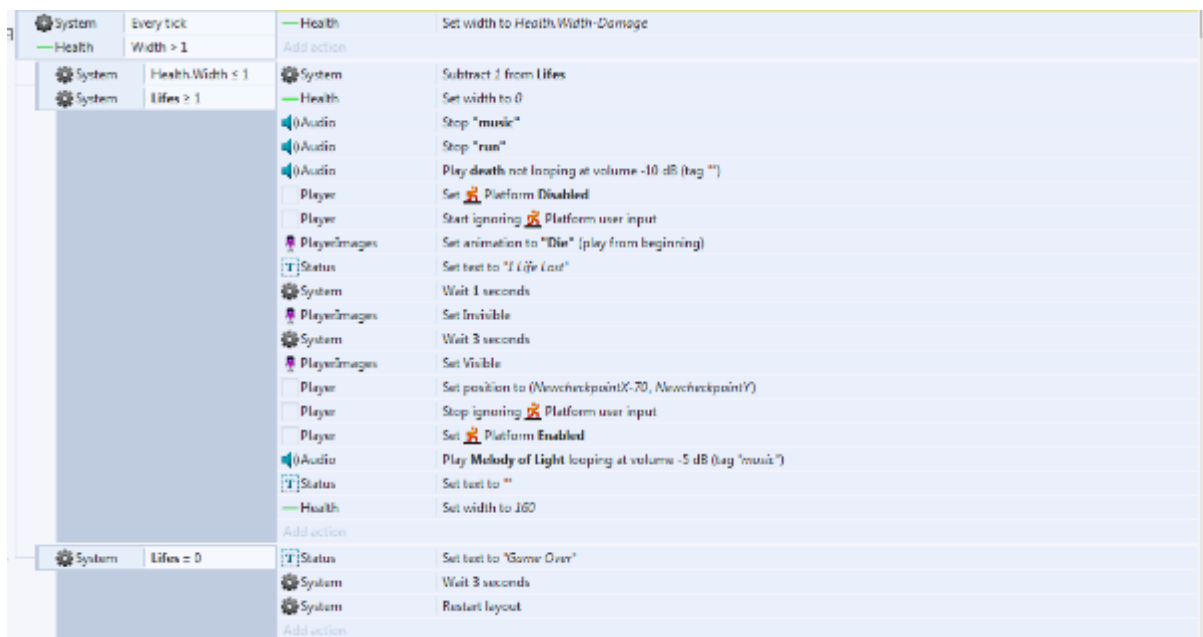 System Every tick Health Set width to Health.Width-Damage
Health Width > 1 Add action
System Health.Width ≤ 1 System Subtract 1 from Lifes
System Lifes ≥ 1 Health Set width to 0
Audio Stop "music"
Audio Stop "run"
Audio Play death not looping at volume -10 dB (tag "")
Player Set Platform Disabled
Player Start ignoring Platform user input
PlayerImages Set animation to "Die" (play from beginning)
T Status Set text to "1 Life Lost"
System Wait 1 seconds
PlayerImages Set Invisible
System Wait 3 seconds
PlayerImages Set Visible
Player Set position to (NewcheckpointX-70, NewcheckpointY)
Player Stop ignoring Platform user input
Player Set Platform Enabled
Audio Play Melody of Light looping at volume -5 dB (tag "music")
T Status Set text to ""
Health Set width to 160
Add action
System Lifes = 0 T Status Set text to "Game Over"
System Wait 3 seconds
System Restart layout
Add action